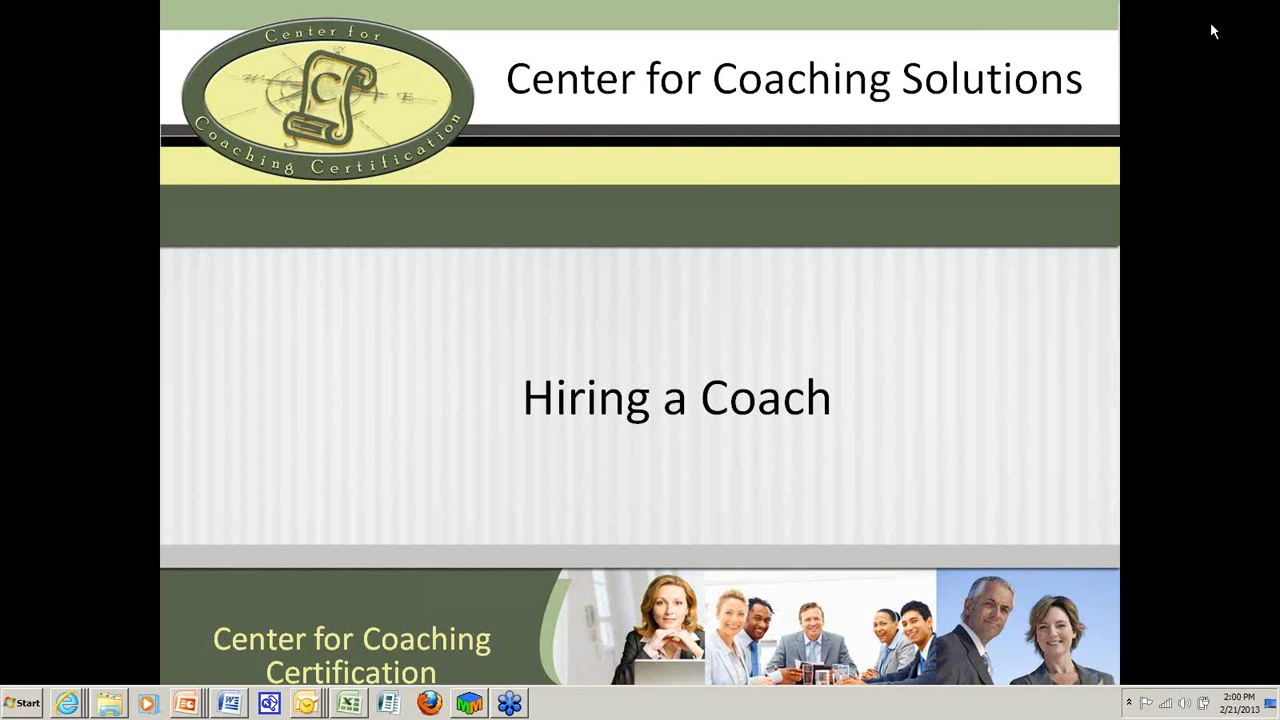 Center for
C
W
E
S
Coaching Certification
Center for Coaching Solutions
Hiring a Coach
Center for Coaching
Certification
Start
2:00 PM
2/21/2013